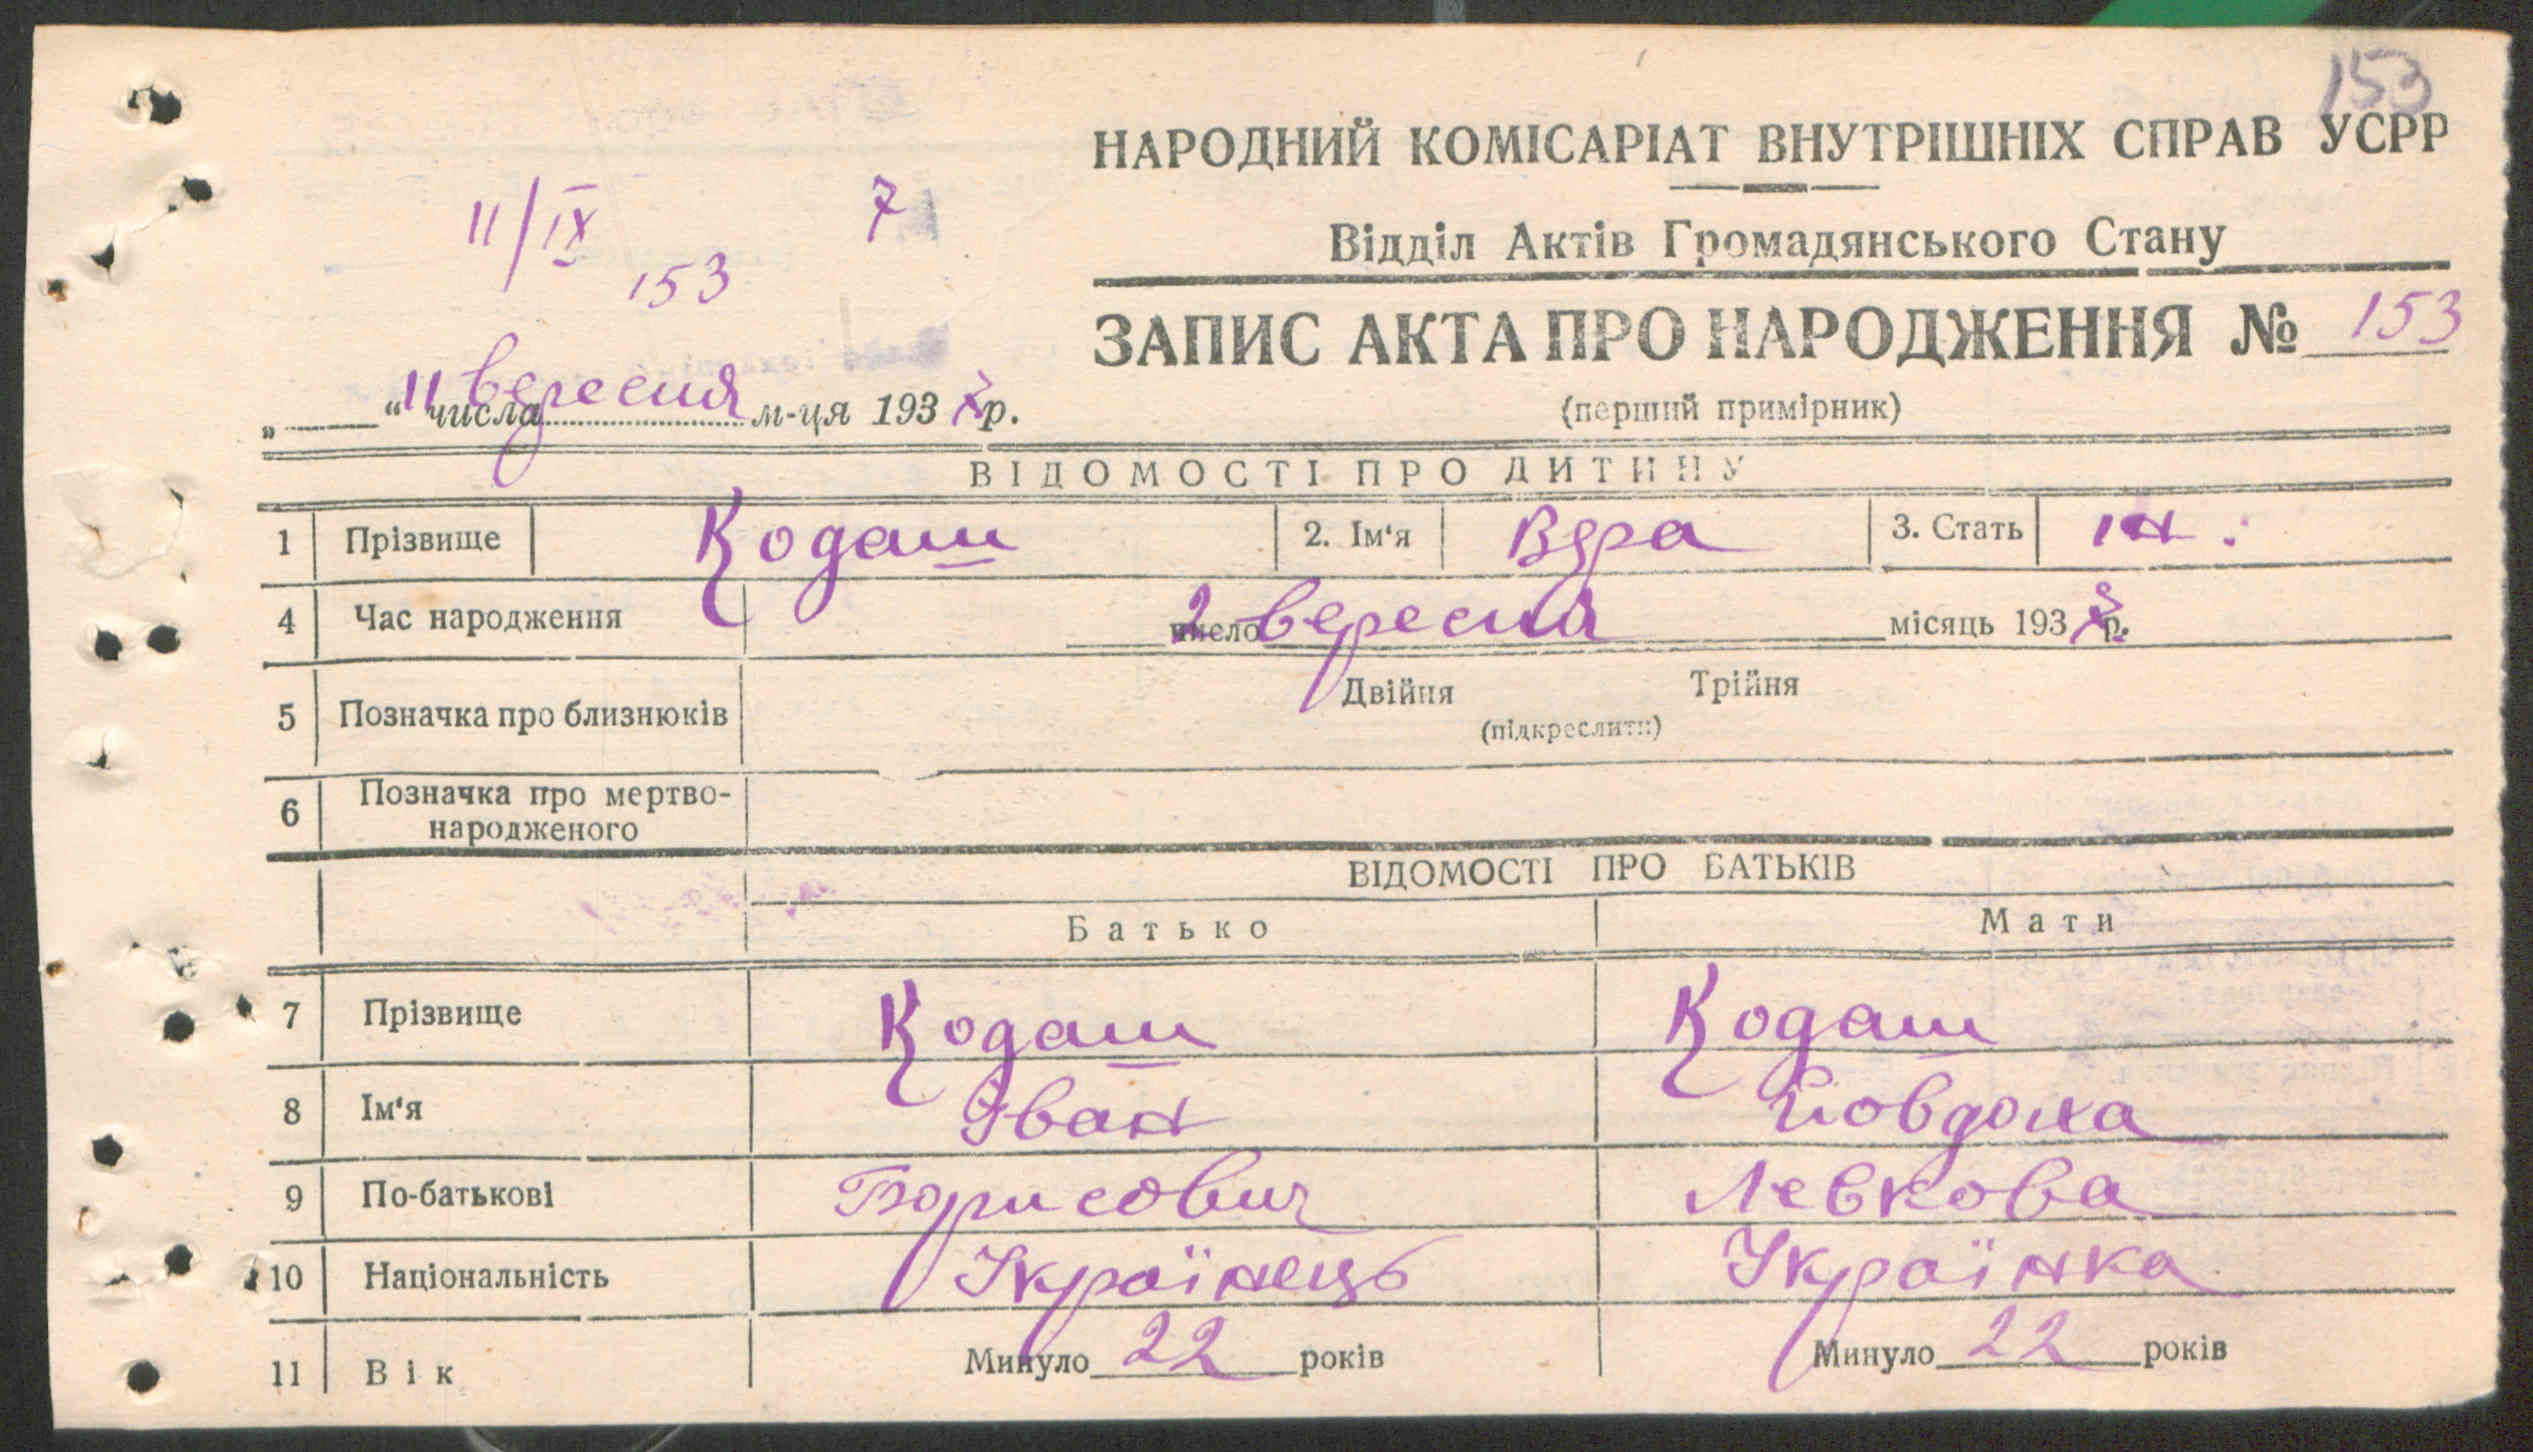 153
НАРОДНИЙ КОМІСАРІАТ ВНУТРІШНІХ СПРАВ УСРР
11/IX 7
Відділ Актів Громадянського Стану
153
ЗАПИС АКТА ПРО НАРОДЖЕННЯ № 153
„ “ 11 числа вересня м-ця 193 р.
(перший примірник)
ВІДОМОСТІ ПРО ДИТИНУ
1 Прізвище Кодаш 2. Ім‘я Вєра 3. Стать ж.
4 Час народження 2 число вересня місяць 193 р.
5 Позначка про близнюків Двійня Трійня
(підкреслити)
6 Позначка про мертво-
народженого
ВІДОМОСТІ ПРО БАТЬКІВ
Батько Мати
7 Прізвище Кодаш Кодаш
8 Ім‘я Іван Йовдоха
9 По-батькові Борисович Левкова
10 Національність Українець Українка
11 Вік Минуло 22 років Минуло 22 років